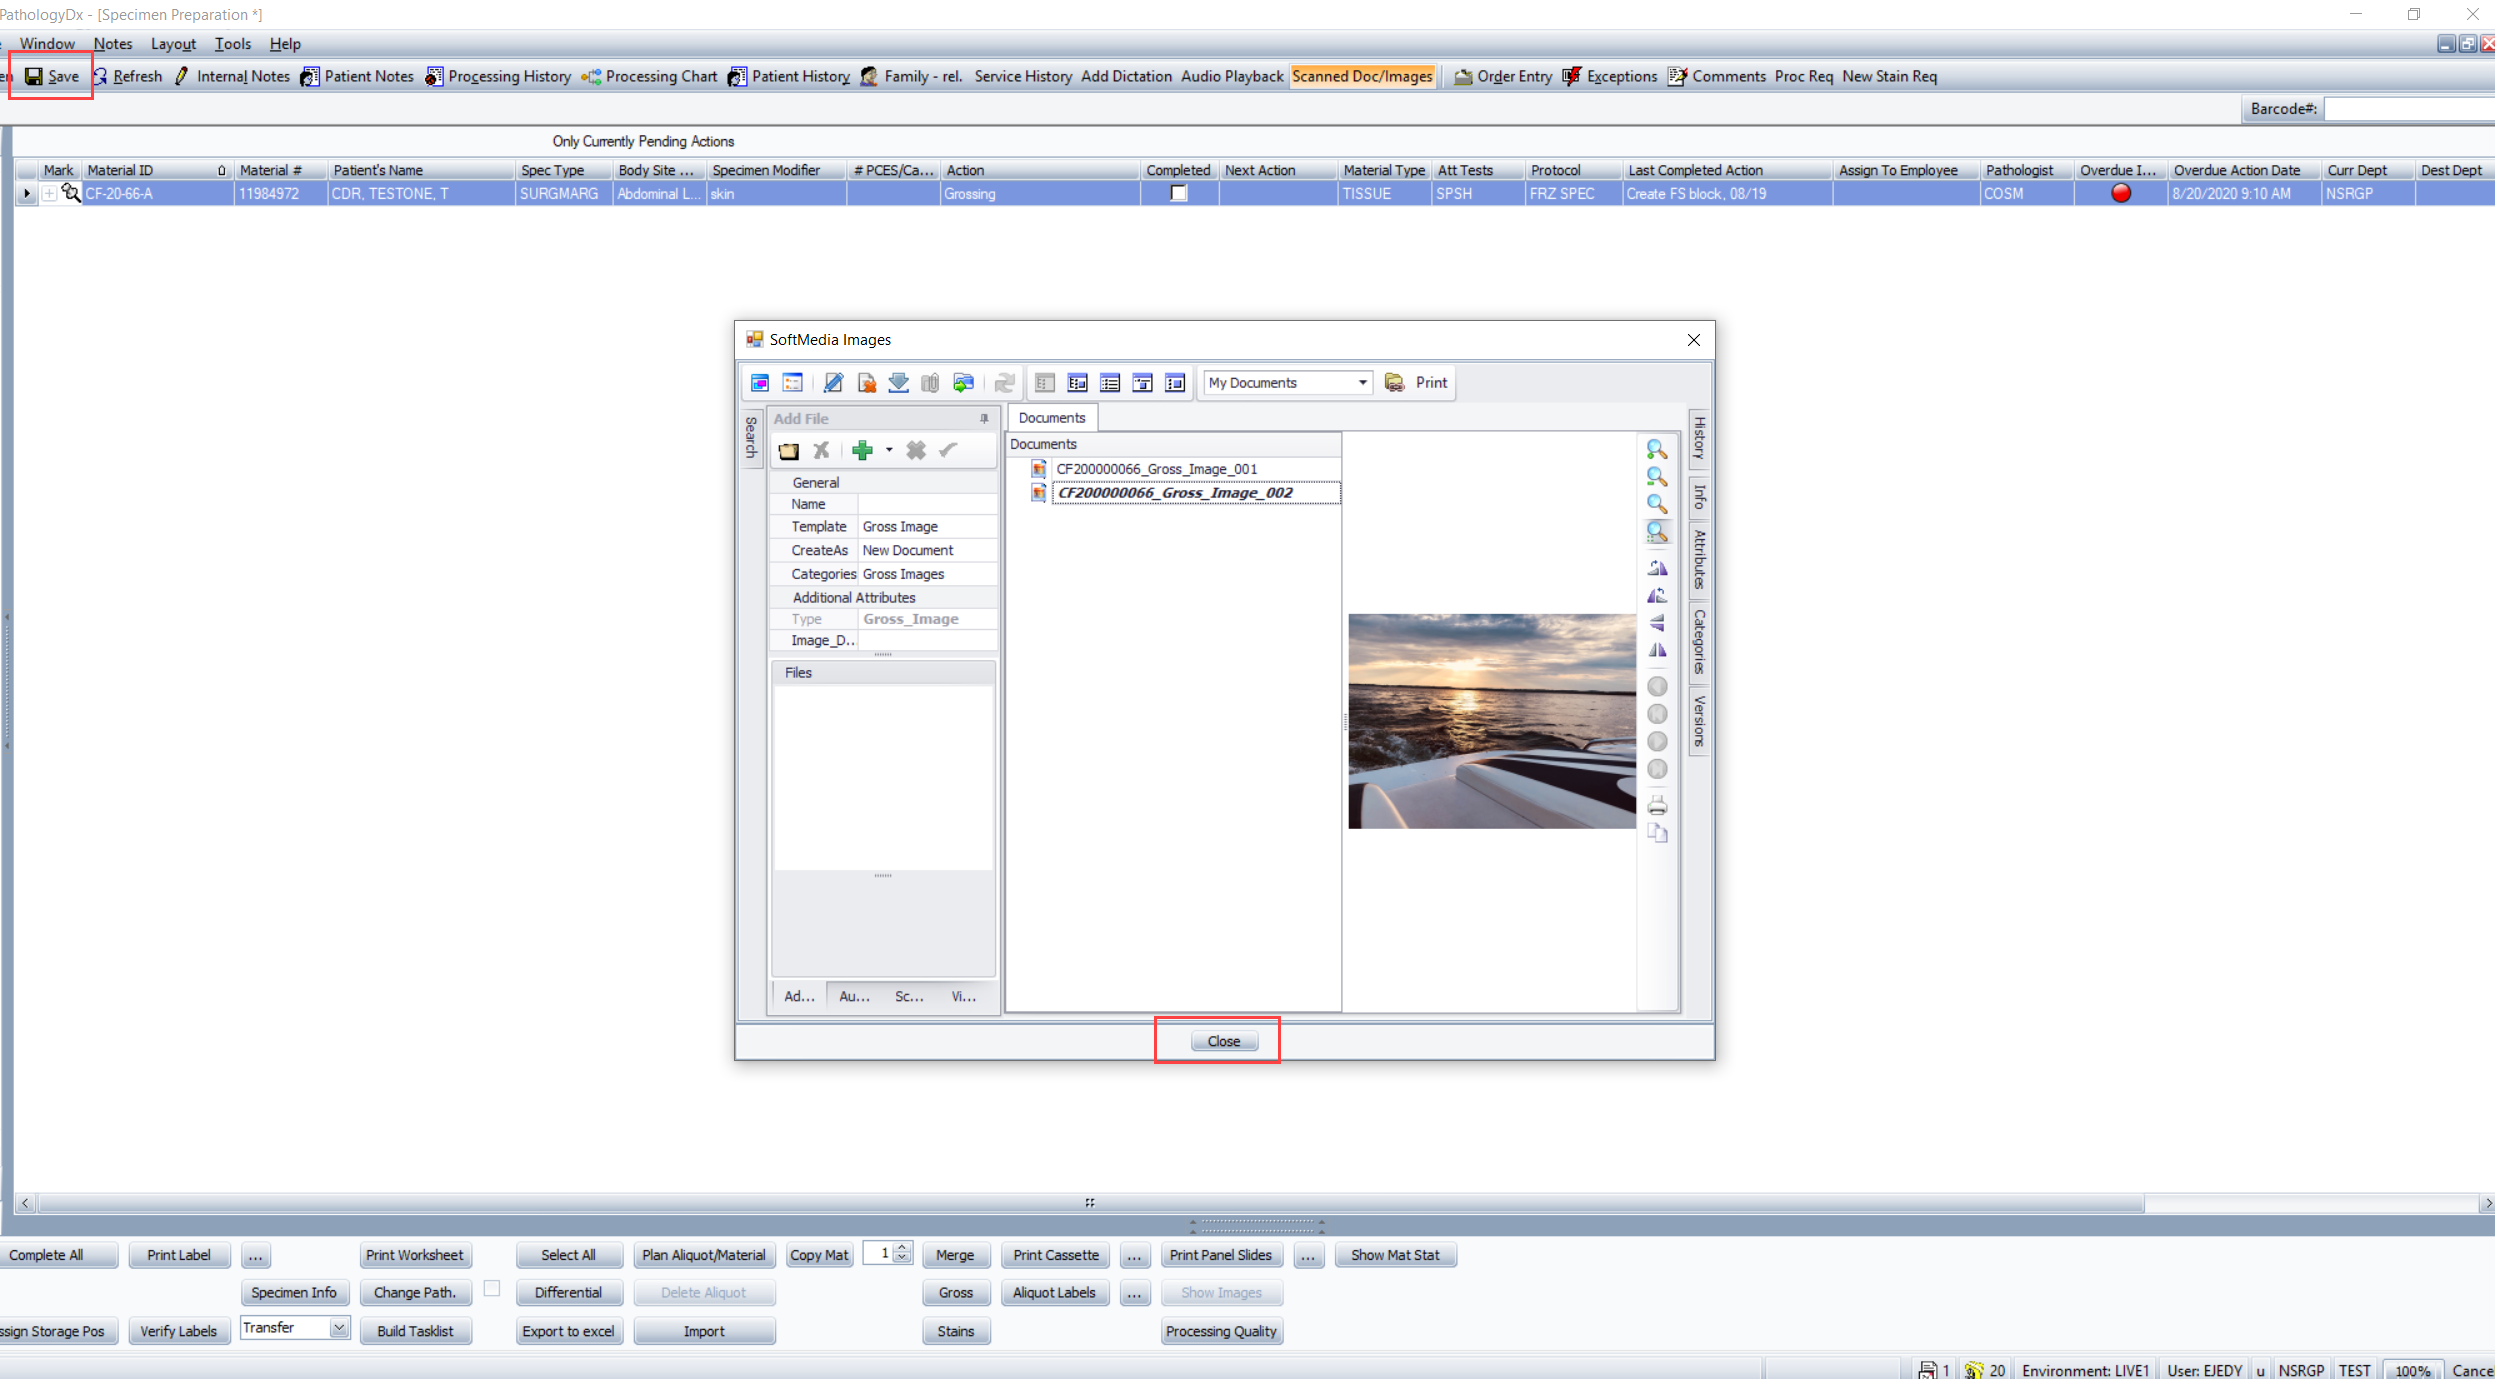 PathologyDx - [Specimen Preparation *]
Window Notes Layout Tools Help
Save Refresh Internal Notes Patient Notes Processing History Processing Chart Patient History Family - rel. Service History Add Dictation Audio Playback Scanned Doc/Images Order Entry Exceptions Comments Proc Req New Stain Req
Barcode#:
Only Currently Pending Actions
Mark Material ID Material # Patient's Name Spec Type Body Site ... Specimen Modifier # PCES/Ca... Action Completed Next Action Material Type Att Tests Protocol Last Completed Action Assign To Employee Pathologist Overdue I... Overdue Action Date Curr Dept Dest Dept
CF-20-66-A 11984972 CDR, TESTONE, T SURGMARG Abdominal L... skin Grossing TISSUE SPSH FRZ SPEC Create FS block, 08/19 COSM 8/20/2020 9:10 AM NSRGP
SoftMedia Images
My Documents Print
Search
Add File
General
Name
Template Gross Image
CreateAs New Document
Categories Gross Images
Additional Attributes
Type Gross_Image
Image_D...
Files
Ad... Au... Sc... Vi...
Documents
Documents
CF200000066_Gross_Image_001
CF200000066_Gross_Image_002
History
Info
Attributes
Categories
Versions
Close
Complete All Print Label ... Print Worksheet Select All Plan Aliquot/Material Copy Mat 1 Merge Print Cassette ... Print Panel Slides ... Show Mat Stat
Specimen Info Change Path. Differential Delete Aliquot Gross Aliquot Labels ... Show Images
ssign Storage Pos Verify Labels Transfer Build Tasklist Export to excel Import Stains Processing Quality
1 20 Environment: LIVE1 User: EJEDY u NSRGP TEST 100% Cance